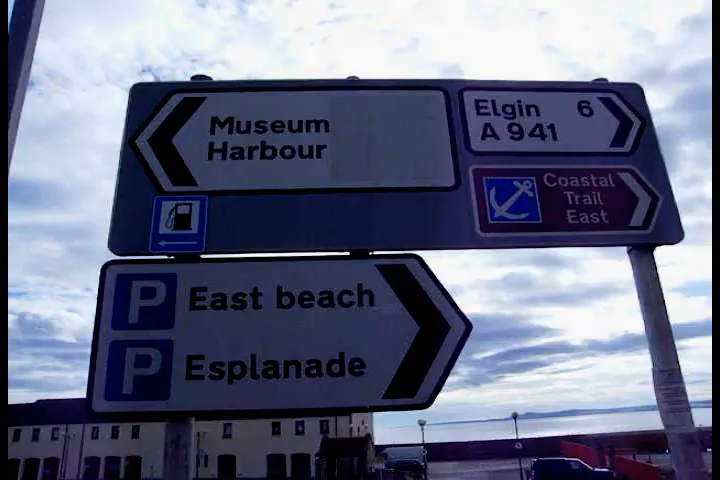 Museum
Harbour
Elgin 6
A 941
Coastal
Trail
East
P East beach
P Esplanade